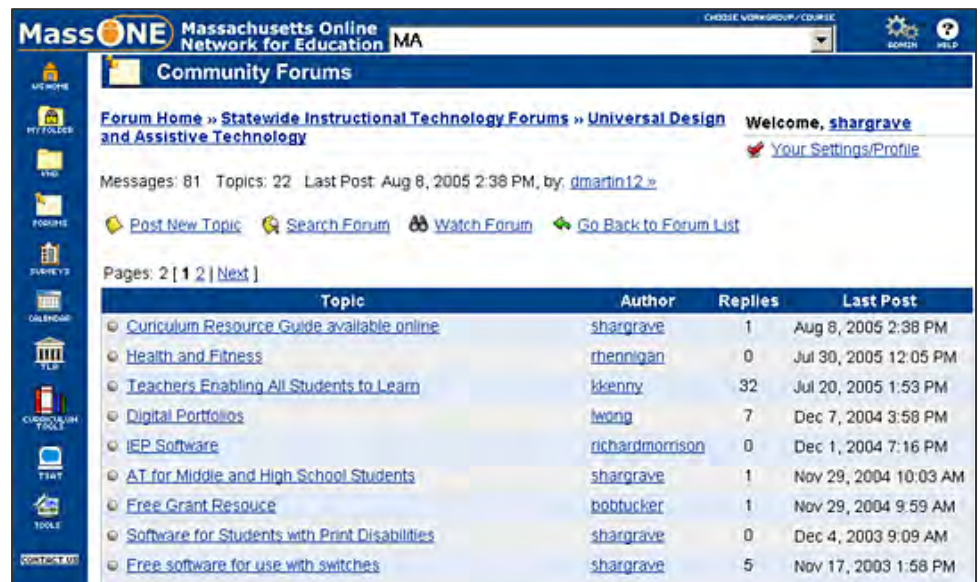 MassONE Massachusetts Online Network for Education
CHOOSE WORKGROUP/COURSE
MA
ADMIN
HELP
MY HOME
MY FOLDER
VHD
FORUMS
SURVEYS
CALENDAR
TLP
CURRICULUM TOOLS
TSAT
TOOLS
CONTACT US
Community Forums
Forum Home » Statewide Instructional Technology Forums » Universal Design
and Assistive Technology
Welcome, shargrave
Your Settings/Profile
Messages: 81 Topics: 22 Last Post: Aug 8, 2005 2:38 PM, by: dmartin12 »
Post New Topic Search Forum Watch Forum Go Back to Forum List
Pages: 2 [ 1 2 | Next ]
Topic Author Replies Last Post
Curiculum Resource Guide available online shargrave 1 Aug 8, 2005 2:38 PM
Health and Fitness rhennigan 0 Jul 30, 2005 12:05 PM
Teachers Enabling All Students to Learn kkenny 32 Jul 20, 2005 1:53 PM
Digital Portfolios lwong 7 Dec 7, 2004 3:58 PM
IEP Software richardmorrison 0 Dec 1, 2004 7:16 PM
AT for Middle and High School Students shargrave 1 Nov 29, 2004 10:03 AM
Free Grant Resouce bobtucker 1 Nov 29, 2004 9:59 AM
Software for Students with Print Disabilities shargrave 0 Dec 4, 2003 9:09 AM
Free software for use with switches shargrave 5 Nov 17, 2003 1:58 PM